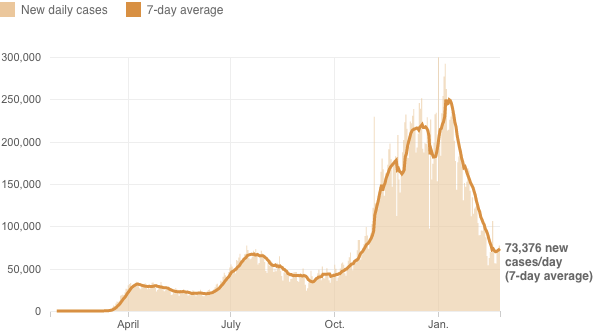 New daily cases 7-day average
300,000
250,000
200,000
150,000
100,000
50,000
0
73,376 new
cases/day
(7-day average)
April July Oct. Jan.